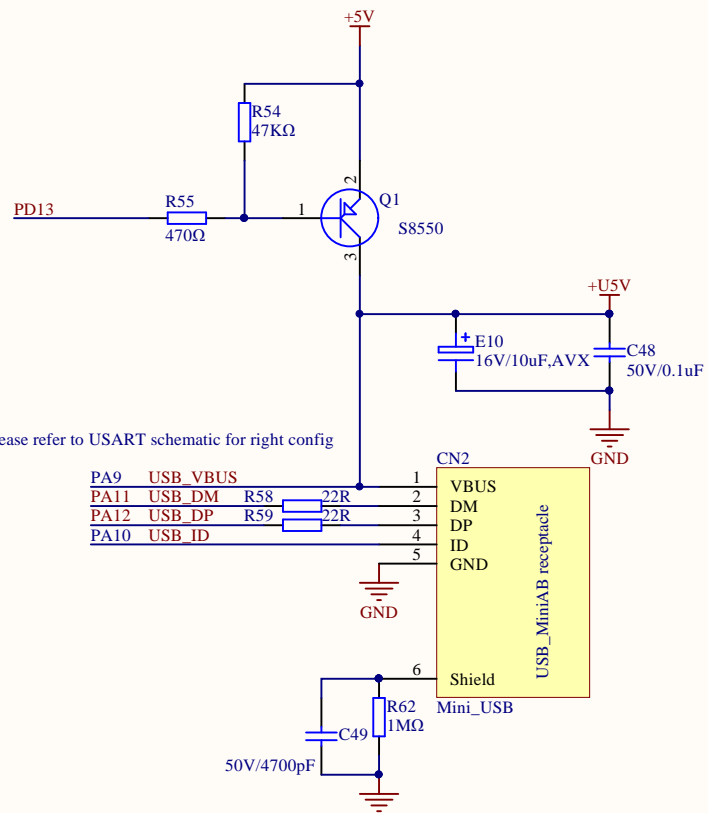 +5V
R54
47KΩ
2
Q1
PD13
R55
1
470Ω
S8550
3
+U5V
E10
16V/10uF,AVX
C48
50V/0.1uF
ease refer to USART schematic for right config
GND
CN2
PA9 USB_VBUS 1 VBUS
PA11 USB_DM R58 22R 2 DM
PA12 USB_DP R59 22R 3 DP
PA10 USB_ID 4 ID
5 GND
GND
USB_MiniAB receptacle
6 Shield
Mini_USB
R62
1MΩ
C49
50V/4700pF